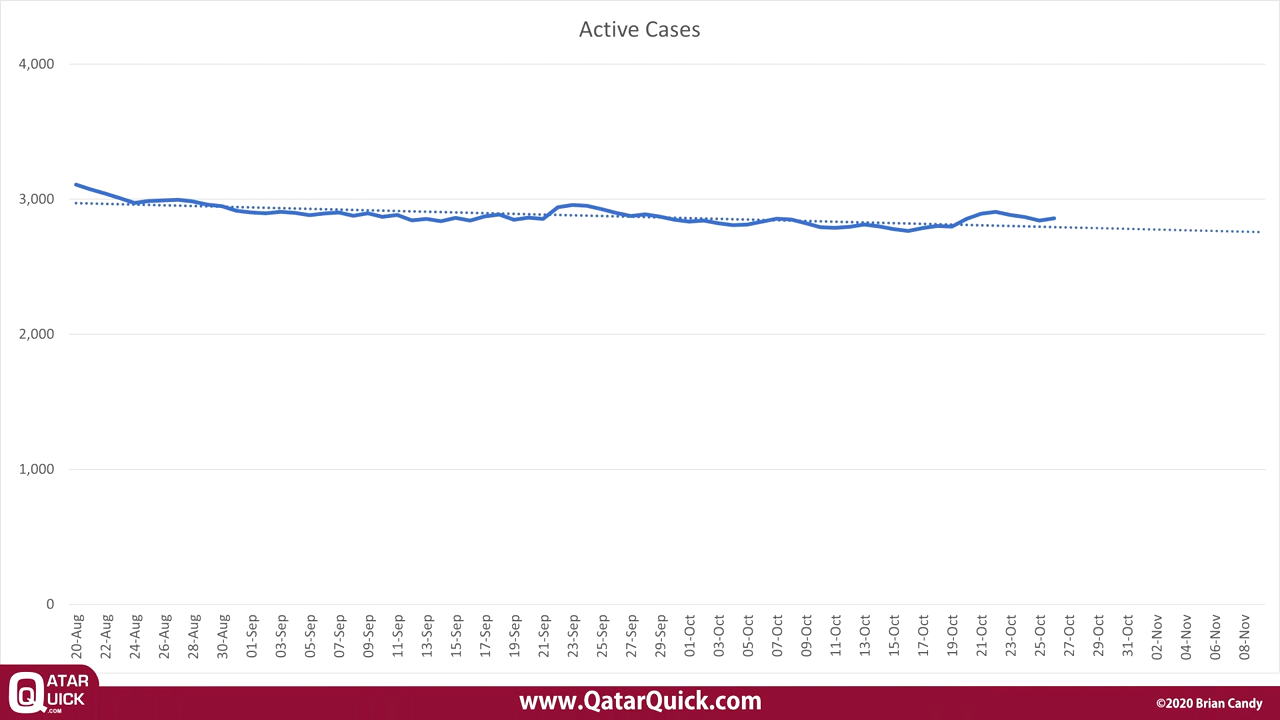 Active Cases
4,000
3,000
2,000
1,000
0
20-Aug
22-Aug
24-Aug
26-Aug
28-Aug
30-Aug
01-Sep
03-Sep
05-Sep
07-Sep
09-Sep
11-Sep
13-Sep
15-Sep
17-Sep
19-Sep
21-Sep
23-Sep
25-Sep
27-Sep
29-Sep
01-Oct
03-Oct
05-Oct
07-Oct
09-Oct
11-Oct
13-Oct
15-Oct
17-Oct
19-Oct
21-Oct
23-Oct
25-Oct
27-Oct
29-Oct
31-Oct
02-Nov
04-Nov
06-Nov
08-Nov
QATAR
QUICK
.COM
www.QatarQuick.com
©2020 Brian Candy